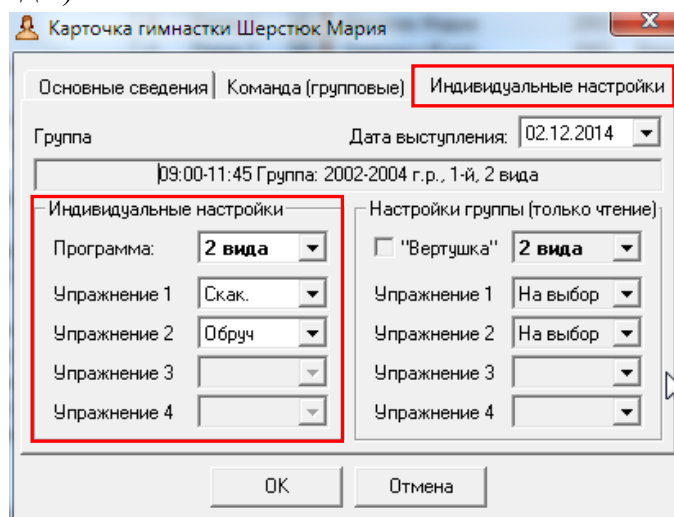 Карточка гимнастки Шерстюк Мария
Основные сведения Команда (групповые) Индивидуальные настройки
Группа Дата выступления: 02.12.2014
09:00-11:45 Группа: 2002-2004 г.р., 1-й, 2 вида
Индивидуальные настройки Настройки группы (только чтение)
Программа: 2 вида "Вертушка" 2 вида
Упражнение 1 Скак. Упражнение 1 На выбор
Упражнение 2 Обруч Упражнение 2 На выбор
Упражнение 3 Упражнение 3
Упражнение 4 Упражнение 4
OK Отмена